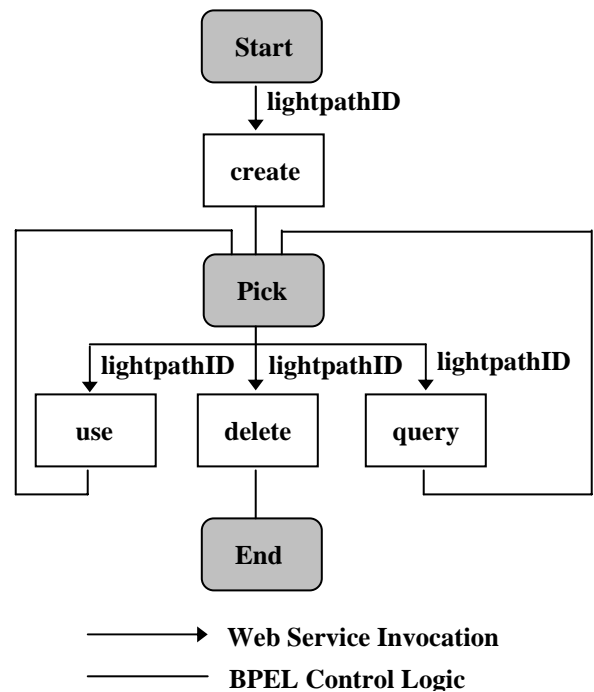 Start
lightpathID
create
Pick
lightpathID lightpathID lightpathID
use delete query
End
Web Service Invocation
BPEL Control Logic